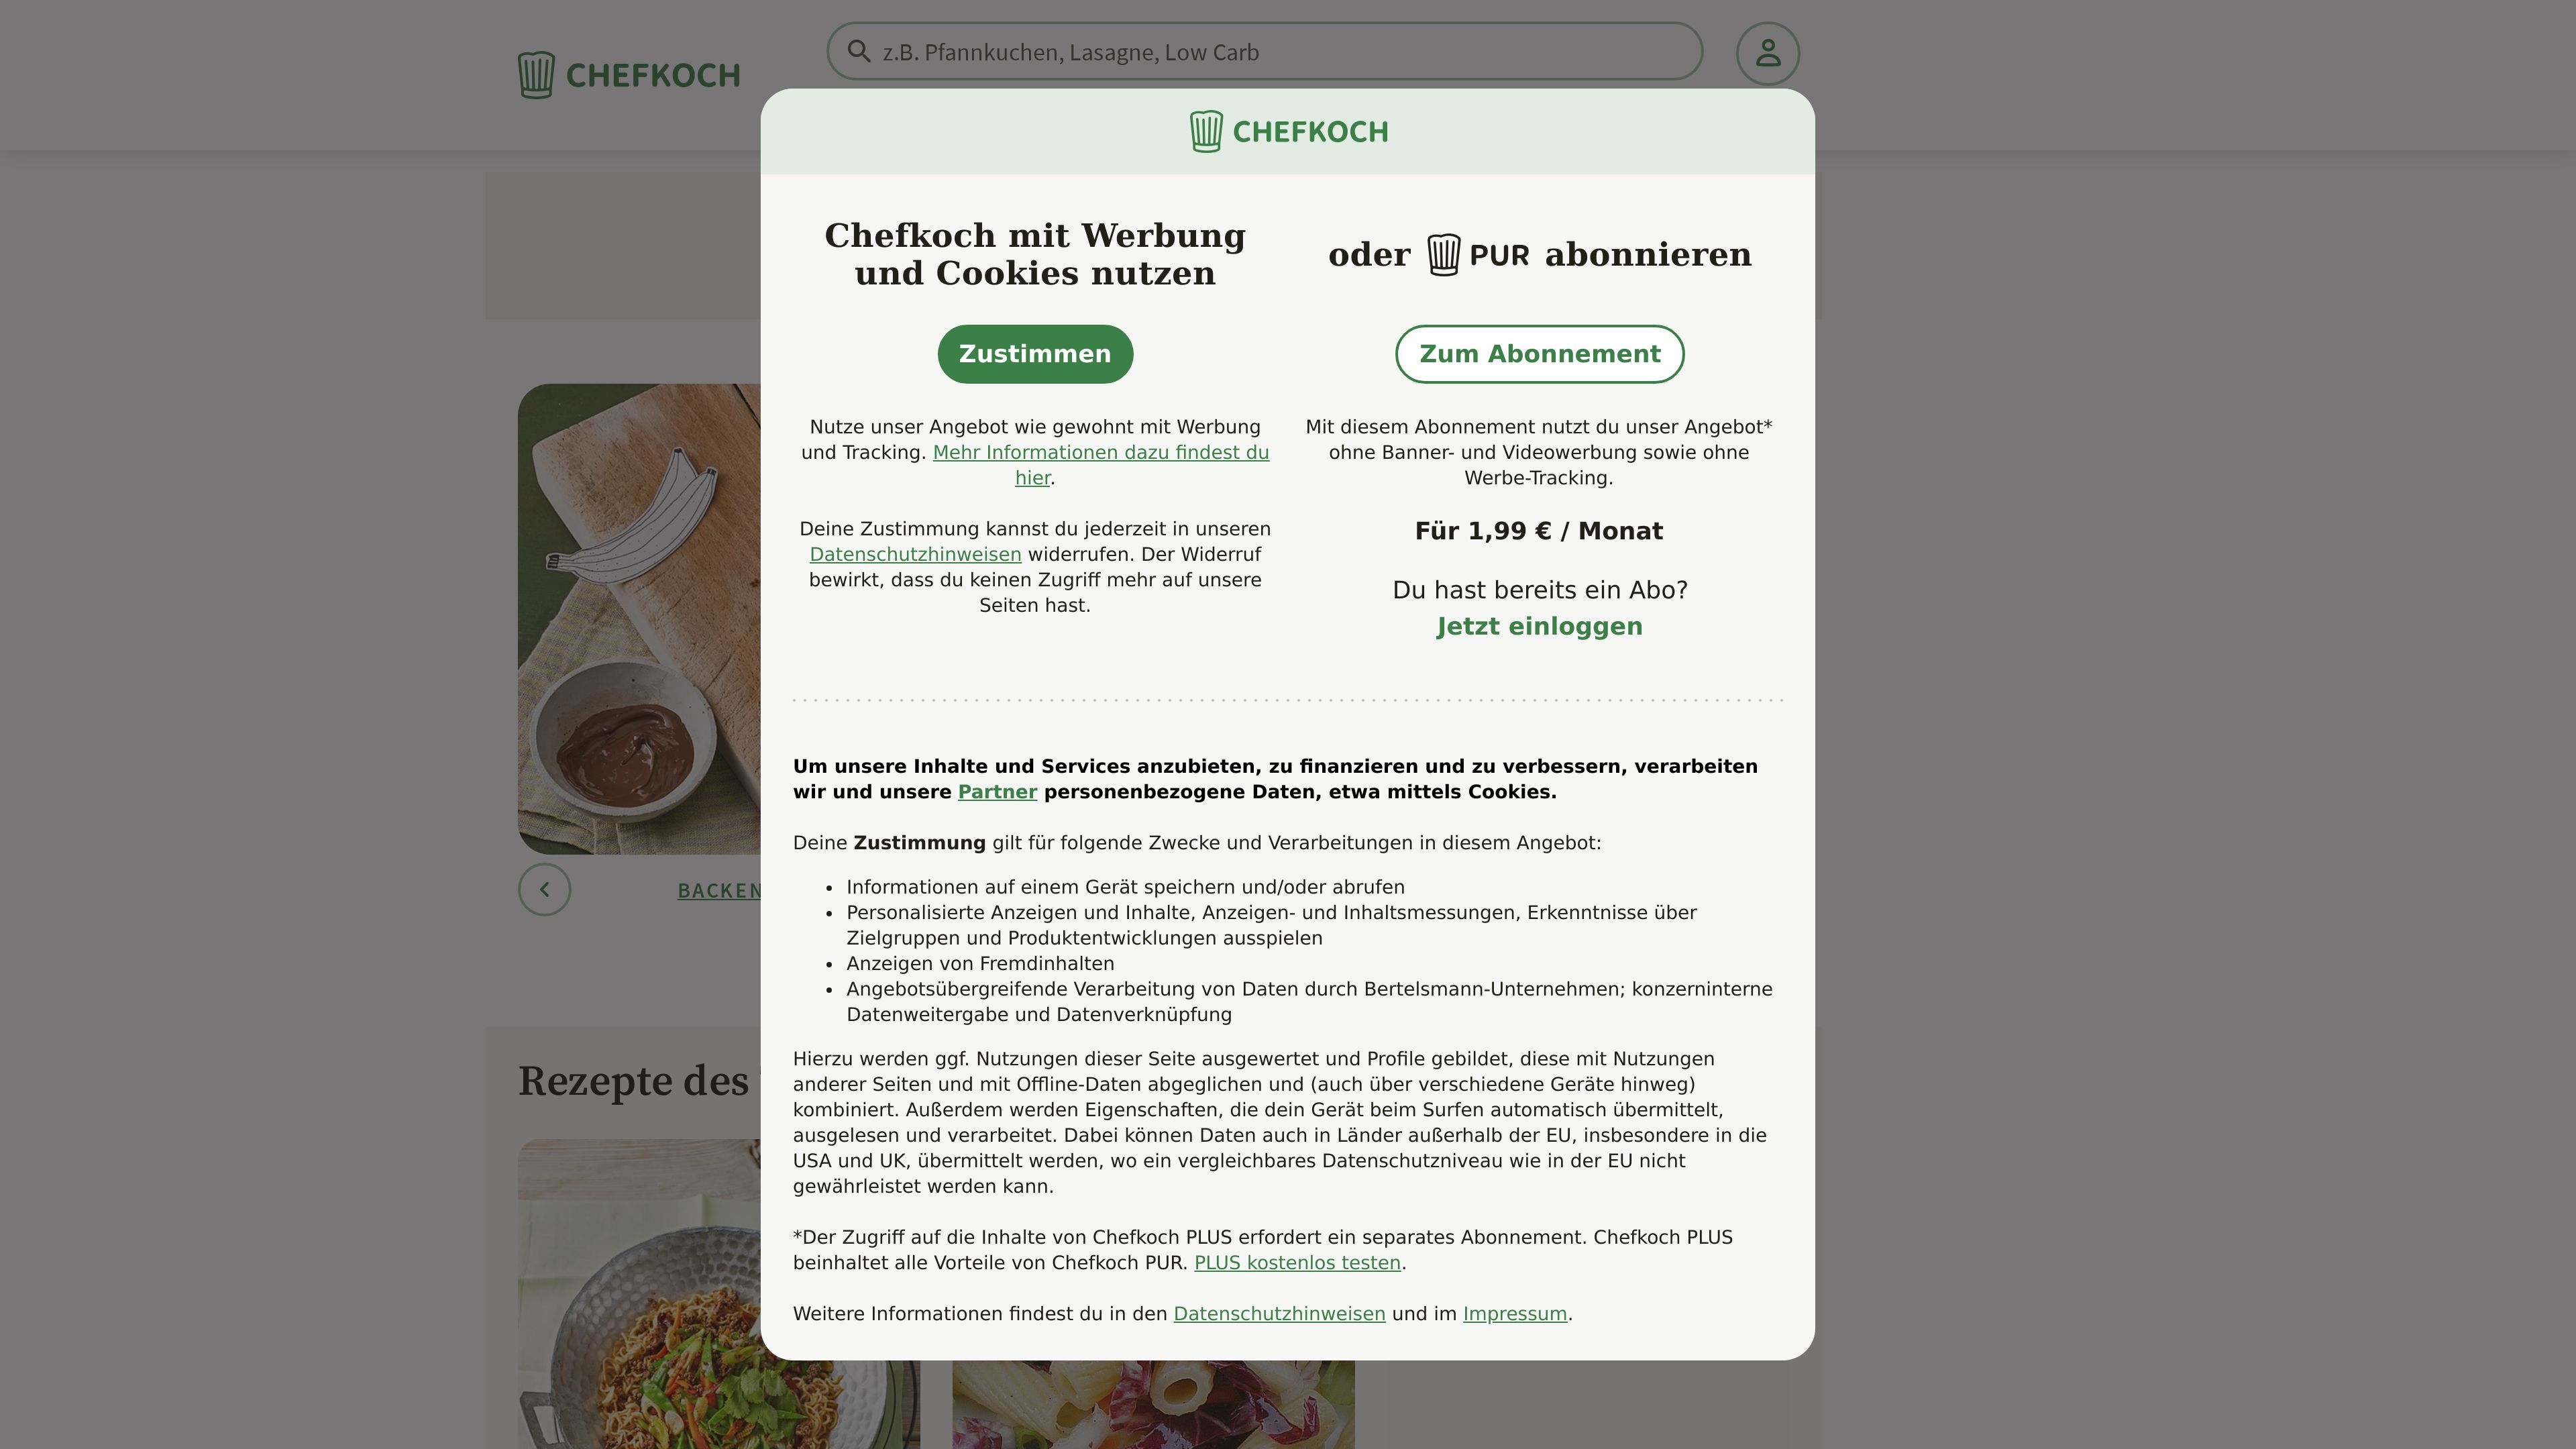 CHEFKOCH
z.B. Pfannkuchen, Lasagne, Low Carb
CHEFKOCH
Chefkoch mit Werbung
und Cookies nutzen
Zustimmen
Nutze unser Angebot wie gewohnt mit Werbung
und Tracking. Mehr Informationen dazu findest du
hier.
Deine Zustimmung kannst du jederzeit in unseren
Datenschutzhinweisen widerrufen. Der Widerruf
bewirkt, dass du keinen Zugriff mehr auf unsere
Seiten hast.
oder PUR abonnieren
Zum Abonnement
Mit diesem Abonnement nutzt du unser Angebot*
ohne Banner- und Videowerbung sowie ohne
Werbe-Tracking.
Für 1,99 € / Monat
Du hast bereits ein Abo?
Jetzt einloggen
Um unsere Inhalte und Services anzubieten, zu finanzieren und zu verbessern, verarbeiten
wir und unsere Partner personenbezogene Daten, etwa mittels Cookies.
Deine Zustimmung gilt für folgende Zwecke und Verarbeitungen in diesem Angebot:
• Informationen auf einem Gerät speichern und/oder abrufen
• Personalisierte Anzeigen und Inhalte, Anzeigen- und Inhaltsmessungen, Erkenntnisse über
Zielgruppen und Produktentwicklungen ausspielen
• Anzeigen von Fremdinhalten
• Angebotsübergreifende Verarbeitung von Daten durch Bertelsmann-Unternehmen; konzerninterne
Datenweitergabe und Datenverknüpfung
Hierzu werden ggf. Nutzungen dieser Seite ausgewertet und Profile gebildet, diese mit Nutzungen
anderer Seiten und mit Offline-Daten abgeglichen und (auch über verschiedene Geräte hinweg)
kombiniert. Außerdem werden Eigenschaften, die dein Gerät beim Surfen automatisch übermittelt,
ausgelesen und verarbeitet. Dabei können Daten auch in Länder außerhalb der EU, insbesondere in die
USA und UK, übermittelt werden, wo ein vergleichbares Datenschutzniveau wie in der EU nicht
gewährleistet werden kann.
*Der Zugriff auf die Inhalte von Chefkoch PLUS erfordert ein separates Abonnement. Chefkoch PLUS
beinhaltet alle Vorteile von Chefkoch PUR. PLUS kostenlos testen.
Weitere Informationen findest du in den Datenschutzhinweisen und im Impressum.
BACKEN
Rezepte des